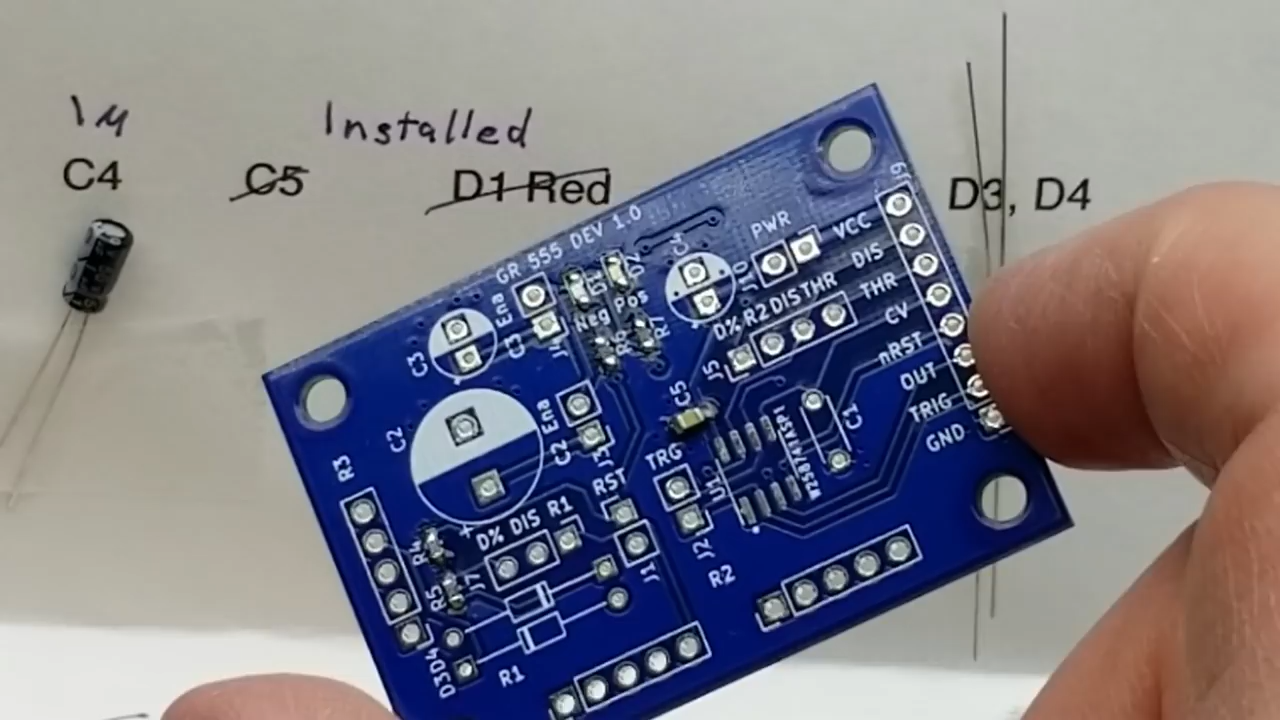 1M
Installed
C4
C5
D1 Red
D3, D4
GR 555 DEV 1.0
J9
PWR
VCC
DIS
THR
CV
nRST
OUT
TRIG
GND
J10
C4
D1
D2
Neg Pos
R6
R7
C3
C3 Ena
J4
D% R2 DIS THR
J5
C5
C1
C2
C2 Ena
J3
TRG
U1
J2
R3
R4
R5
D% DIS R1
J7
RST
J1
R2
D3D4
R1